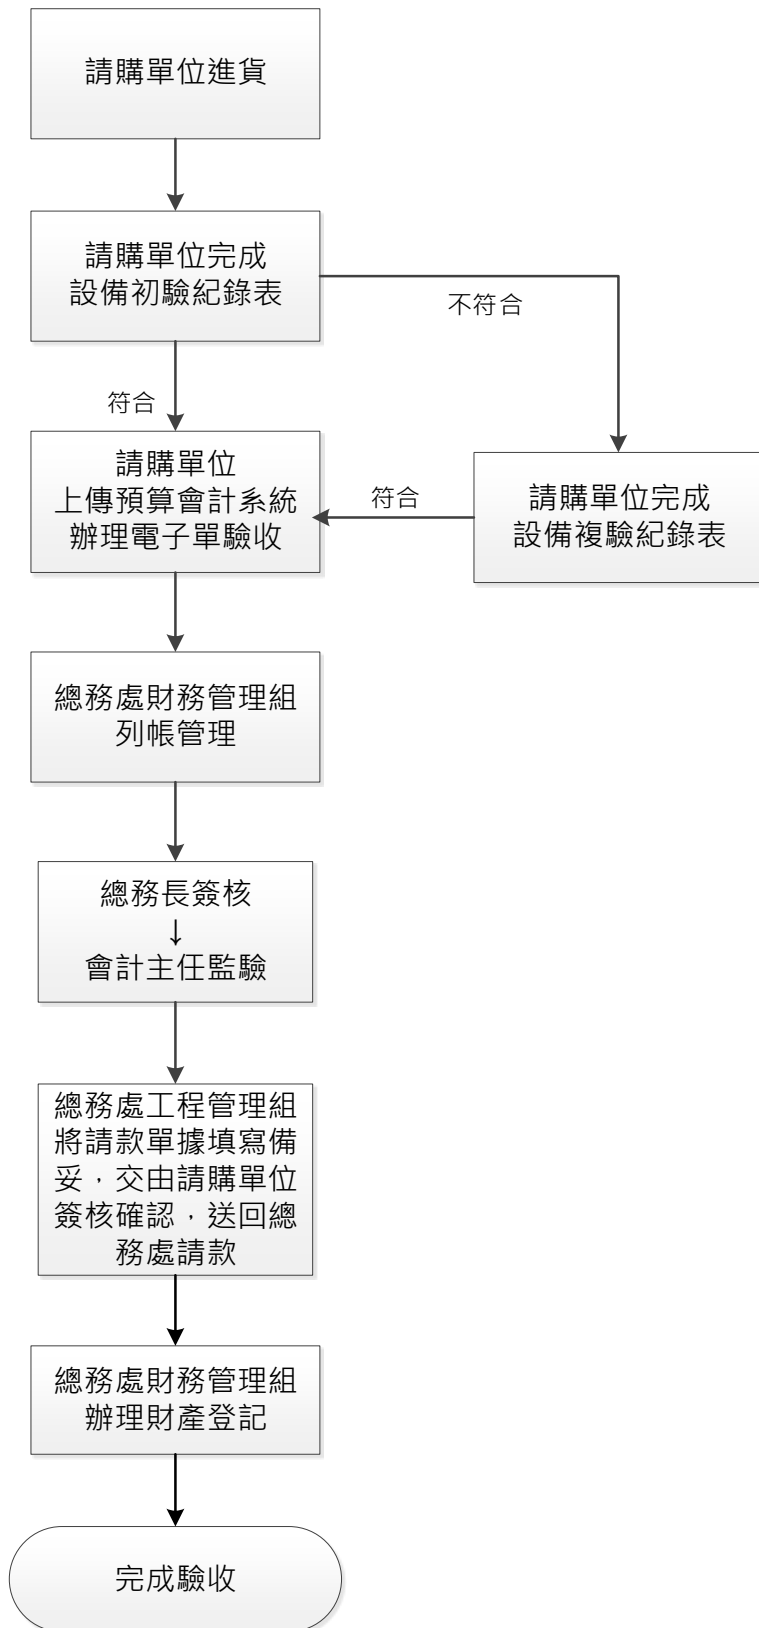 請購單位進貨
請購單位完成
設備初驗紀錄表
不符合
符合
請購單位
上傳預算會計系統
辦理電子單驗收
符合
請購單位完成
設備複驗紀錄表
總務處財務管理組
列帳管理
總務長簽核
↓
會計主任監驗
總務處工程管理組
將請款單據填寫備
妥，交由請購單位
簽核確認，送回總
務處請款
總務處財務管理組
辦理財產登記
完成驗收